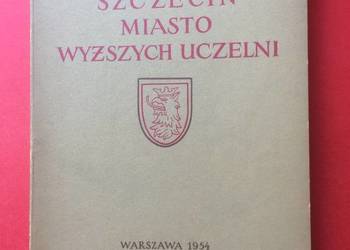 SZCZECIN
MIASTO
WYŻSZYCH UCZELNI
WARSZAWA 1954